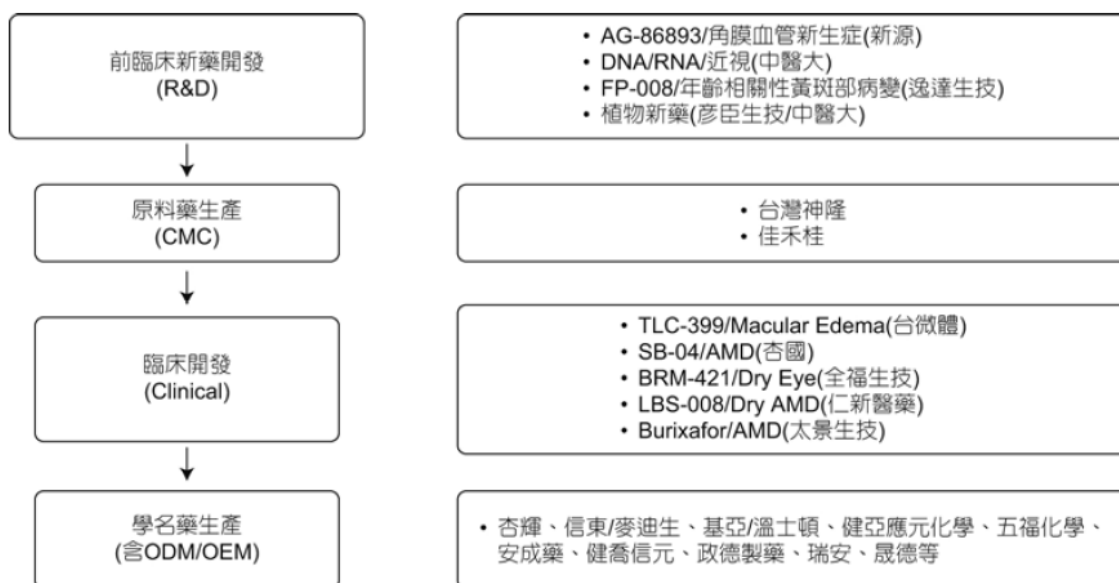 前臨床新藥開發
(R&D)
• AG-86893/角膜血管新生症(新源)
• DNA/RNA/近視(中醫大)
• FP-008/年齡相關性黃斑部病變(逸達生技)
• 植物新藥(彥臣生技/中醫大)
原料藥生產
(CMC)
• 台灣神隆
• 佳禾桂
臨床開發
(Clinical)
• TLC-399/Macular Edema(台微體)
• SB-04/AMD(杏國)
• BRM-421/Dry Eye(全福生技)
• LBS-008/Dry AMD(仁新醫藥)
• Burixafor/AMD(太景生技)
學名藥生產
(含ODM/OEM)
• 杏輝、信東/麥迪生、基亞/溫士頓、健亞應元化學、五福化學、
安成藥、健喬信元、政德製藥、瑞安、晟德等